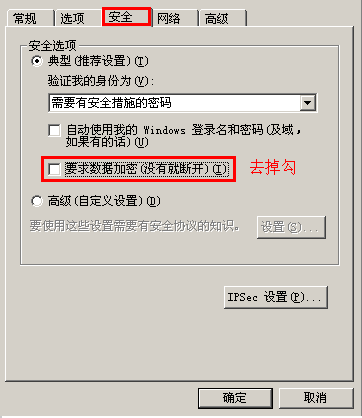 常规 选项 安全 网络 高级
安全选项
典型(推荐设置)(T)
验证我的身份为(V):
需要有安全措施的密码
自动使用我的 Windows 登录名和密码(及域，
如果有的话)(U)
要求数据加密(没有就断开)(I)
去掉勾
高级(自定义设置)(D)
要使用这些设置需要有安全协议的知识。
设置(S)...
IPSec 设置(P)...
确定 取消